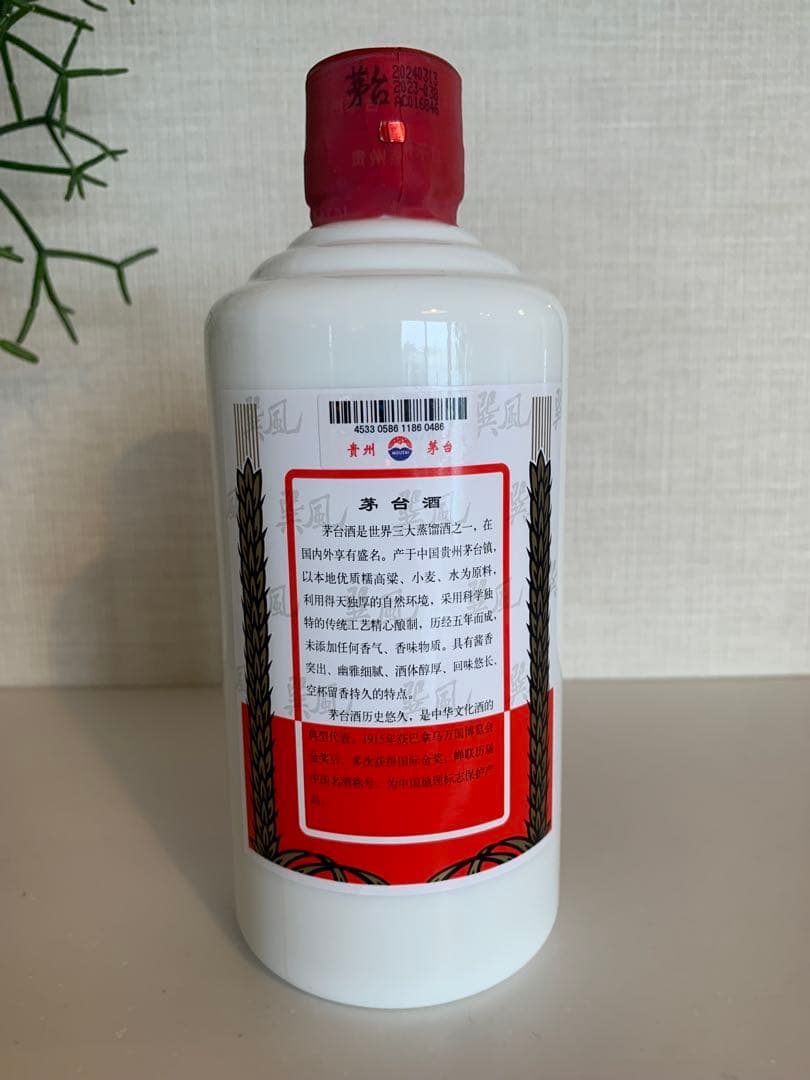 茅台
20240313
2023-038
AC016846
4533 0586 1186 0486
貴州 MOUTAI 茅台
巽風
茅台酒
茅台酒是世界三大蒸馏酒之一，在
国内外享有盛名。产于中国贵州茅台镇，
以本地优质糯高粱、小麦、水为原料，
利用得天独厚的自然环境，采用科学独
特的传统工艺精心酿制，历经五年而成，
未添加任何香气、香味物质。具有酱香
突出、幽雅细腻、酒体醇厚、回味悠长、
空杯留香持久的特点。
茅台酒历史悠久，是中华文化酒的
典型代表。1915年获巴拿马万国博览会
金奖后，多次获得国际金奖，蝉联历届
中国名酒称号，为中国地理标志保护产
品。